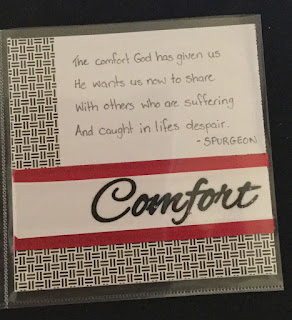 The comfort God has given us
He wants us now to share
With others who are suffering
And caught in lifes despair.
- SPURGEON
Comfort